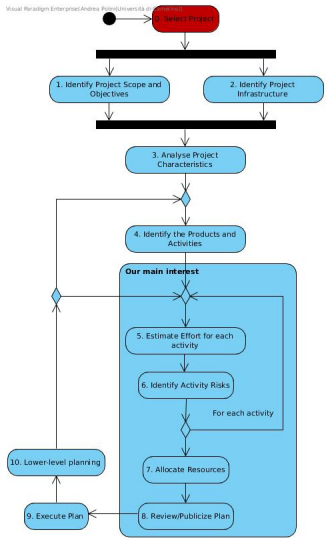 Visual Paradigm Enterprise(Andrea Polini(Università di
0. Select Project
1. Identify Project Scope and
Objectives
2. Identify Project
Infrastructure
3. Analyse Project
Characteristics
4. Identify the Products and
Activities
Our main interest
5. Estimate Effort for each
activity
6. Identify Activity Risks
For each activity
7. Allocate Resources
8. Review/Publicize Plan
9. Execute Plan
10. Lower-level planning